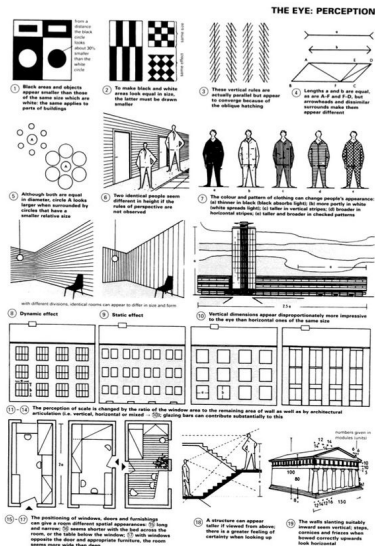 THE EYE: PERCEPTION
from a
distance
the black
circle
looks
about 30%
smaller
than the
white
circle
1 Black areas and objects
appear smaller than those
of the same size which are
white: the same applies to
parts of buildings
2 To make black and white
areas look equal in size,
the latter must be drawn
smaller
3 These vertical rules are
actually parallel but appear
to converge because of
the oblique hatching
4 Lengths a and b are equal,
as are A–F and F–D, but
arrowheads and dissimilar
surrounds make them
appear different
5 Although both are equal
in diameter, circle A looks
larger when surrounded by
circles that have a
smaller relative size
6 Two identical people seem
different in height if the
rules of perspective are
not observed
7 The colour and pattern of clothing can change people's appearance:
(a) thinner in black (black absorbs light); (b) more portly in white
(white spreads light); (c) taller in vertical stripes; (d) broader in
horizontal stripes; (e) taller and broader in checked patterns
with different divisions, identical rooms can appear to differ in size and form
8 Dynamic effect
9 Static effect
10 Vertical dimensions appear disproportionately more impressive
to the eye than horizontal ones of the same size
11–14 The perception of scale is changed by the ratio of the window area to the remaining area of wall as well as by architectural
articulation (i.e. vertical, horizontal or mixed → 10); glazing bars can contribute substantially to this
numbers given in
modules (units)
15–17 The positioning of windows, doors and furnishings
can give a room different spatial appearances: 15 long
and narrow; 16 seems shorter with the bed across the
room, or the table below the window; 17 with windows
opposite the door and appropriate furniture, the room
seems more wide than deep
18 A structure can appear
taller if viewed from above;
there is a greater feeling of
certainty when looking up
19 The walls slanting suitably
inward seem vertical; steps,
cornices and friezes when
bowed correctly upwards
look horizontal